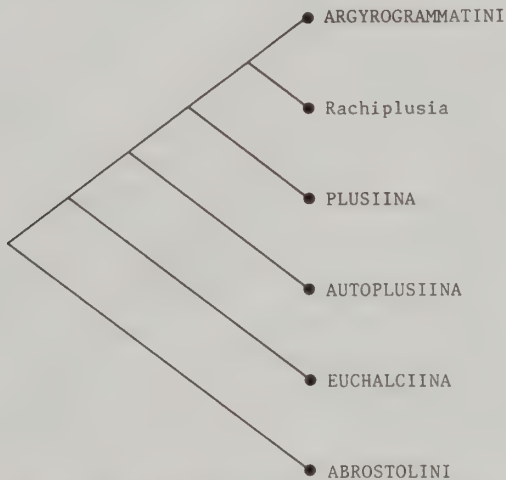 ARGYROGRAMMATINI
Rachiplusia
PLUSIINA
AUTOPLUSIINA
EUCHALCIINA
ABROSTOLINI